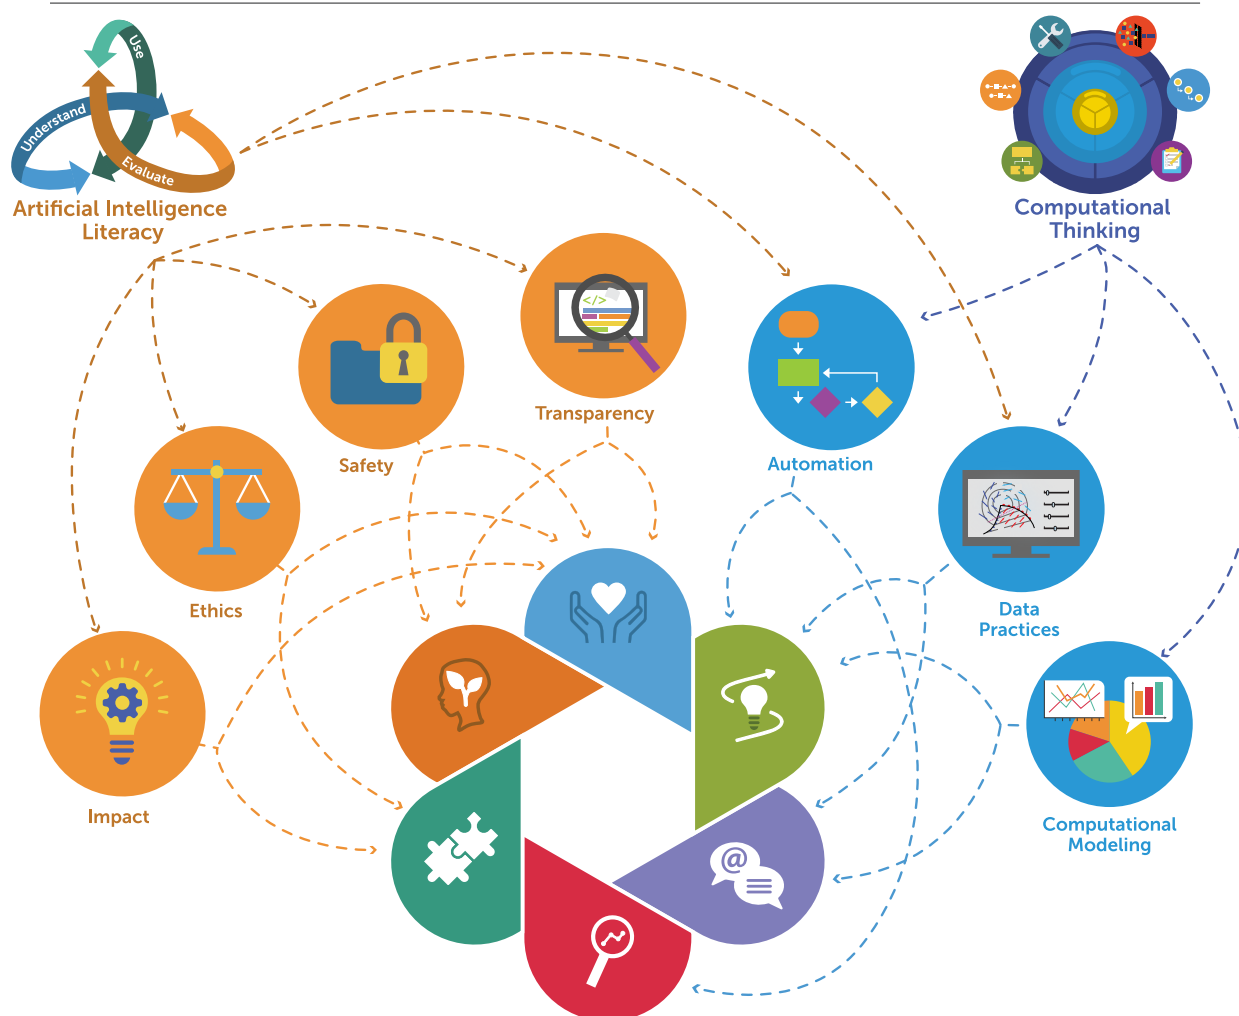 Use
Understand
Evaluate
Artificial Intelligence
Literacy
Computational
Thinking
</>
Transparency
Safety
Automation
Ethics
Data
Practices
Impact
Computational
Modeling
@